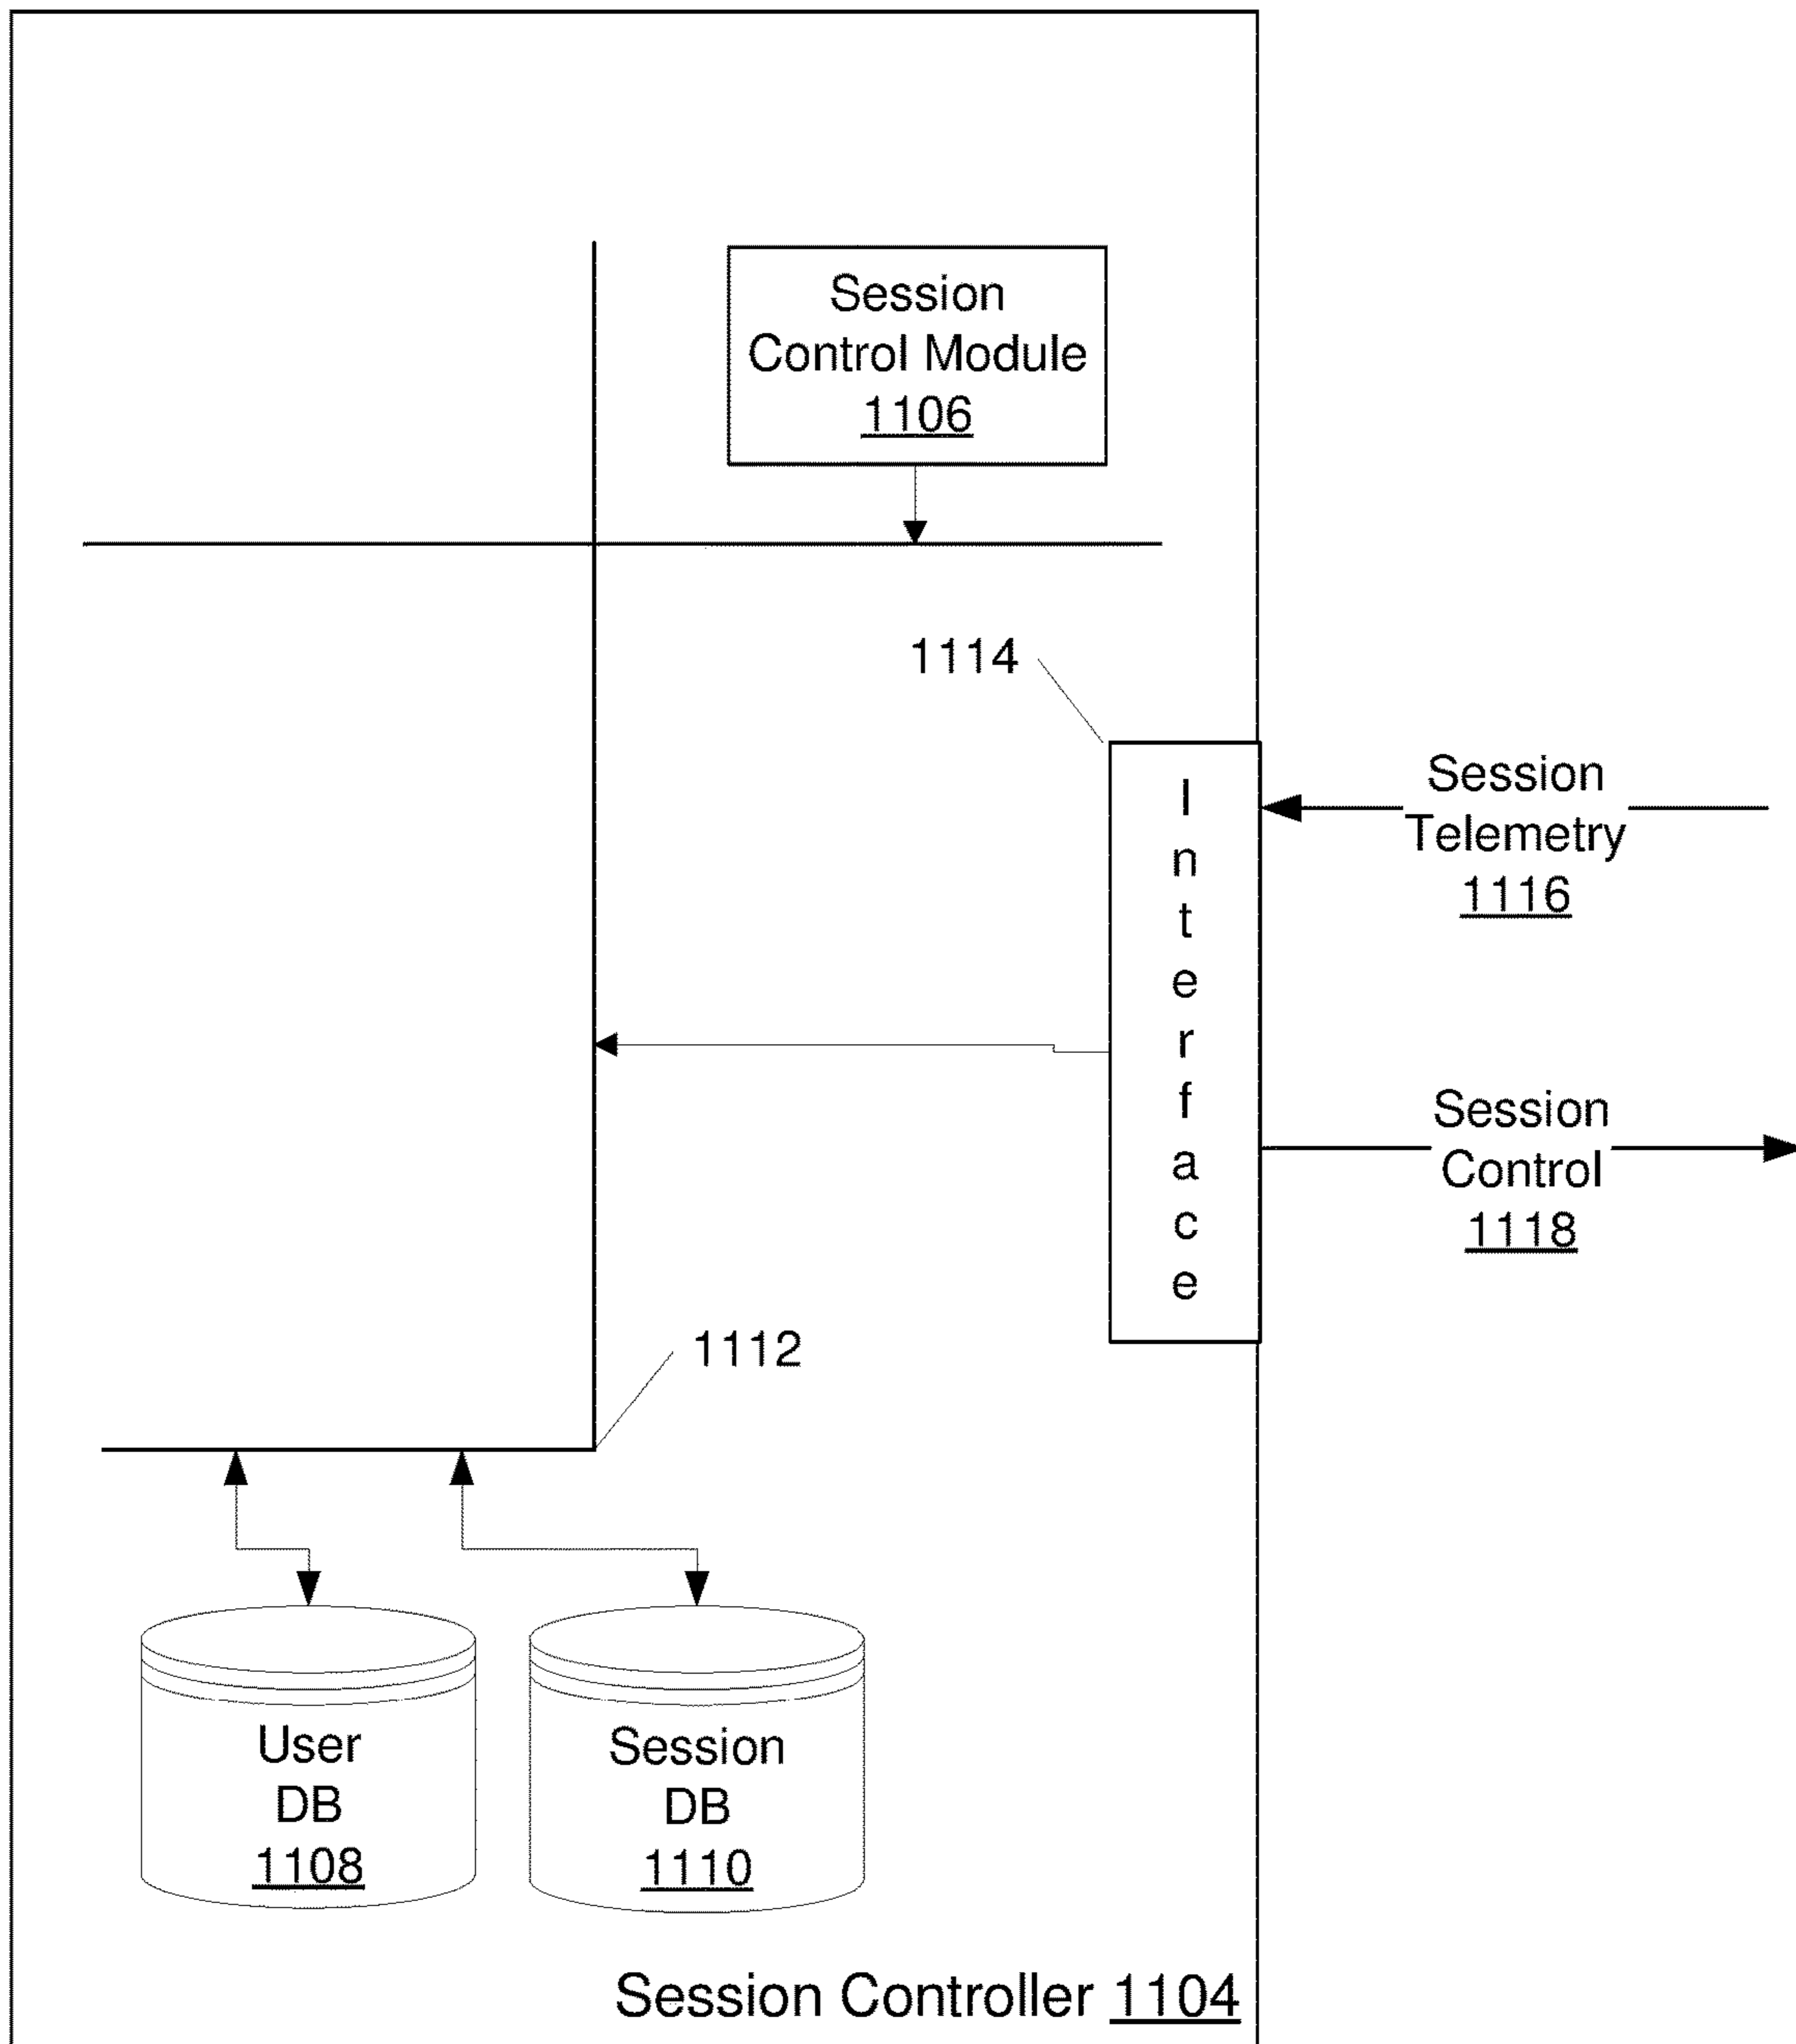 Session
Control Module
1106
1114
Session
Telemetry
1116
Interface
Session
Control
1118
1112
User
DB
1108
Session
DB
1110
Session Controller 1104